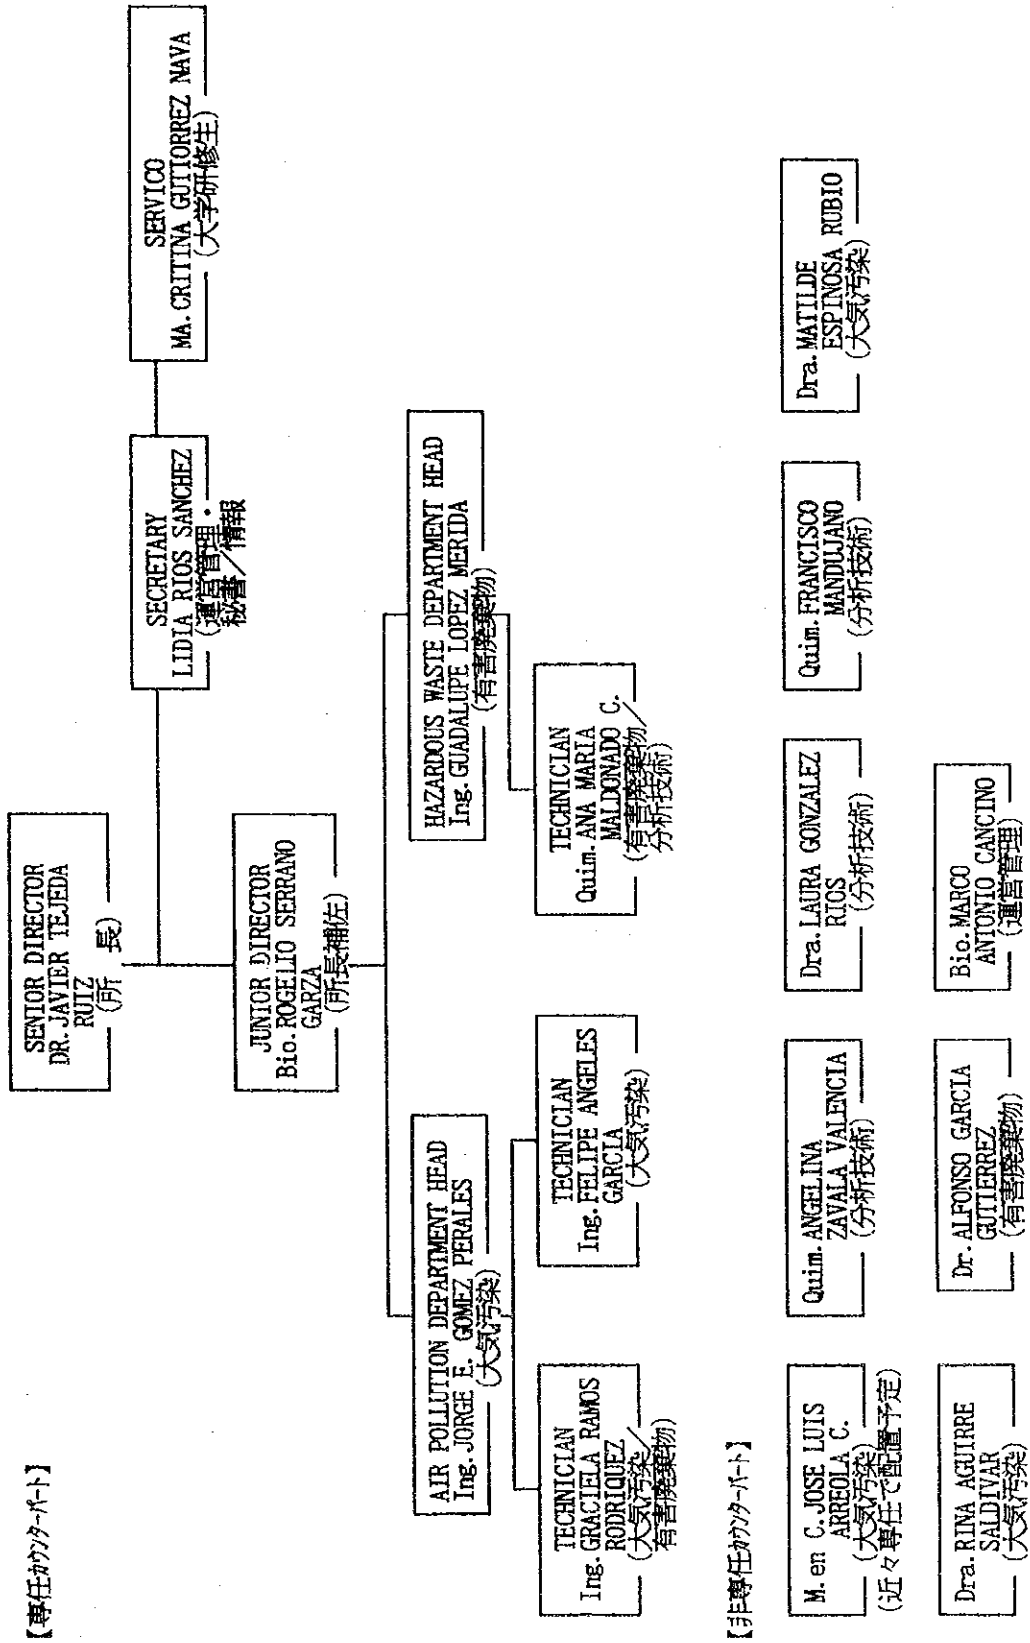 【専任カウンターパート】
SENIOR DIRECTOR
DR. JAVIER TEJEDA
RUIZ
(所　長)
SECRETARY
LIDIA RIOS SANCHEZ
(運営管理・
秘書／情報
SERVICO
MA. CRITINA GUTIORREZ NAVA
(大学研修生)
JUNIOR DIRECTOR
Bio. ROGELIO SERRANO
GARZA
(所長補佐)
AIR POLLUTION DEPARTMENT HEAD
Ing. JORGE E. GOMEZ PERALES
(大気汚染)
HAZARDOUS WASTE DEPARTMENT HEAD
Ing. GUADALUPE LOPEZ MERIDA
(有害廃棄物)
TECHNICIAN
Ing. GRACIELA RAMOS
RODRIQUEZ
(大気汚染／
有害廃棄物)
TECHNICIAN
Ing. FELIPE ANGELES
GARCIA
(大気汚染)
TECHNICIAN
Quim. ANA MARIA
MALDONADO C.
(有害廃棄物／
分析技術)
【非専任カウンターパート】
M. en C. JOSE LUIS
ARREOLA C.
(大気汚染)
(近々専任で配置予定)
Quim. ANGELINA
ZAVALA VALENCIA
(分析技術)
Dra. LAURA GONZALEZ
RIOS
(分析技術)
Quim. FRANCISCO
MANDUJANO
(分析技術)
Dra. MATILDE
ESPINOSA RUBIO
(大気汚染)
Dra. RINA AGUIRRE
SALDIVAR
(大気汚染)
Dr. ALFONSO GARCIA
GUTIERREZ
(有害廃棄物)
Bio. MARCO
ANTONIO CANCINO
(運営管理)